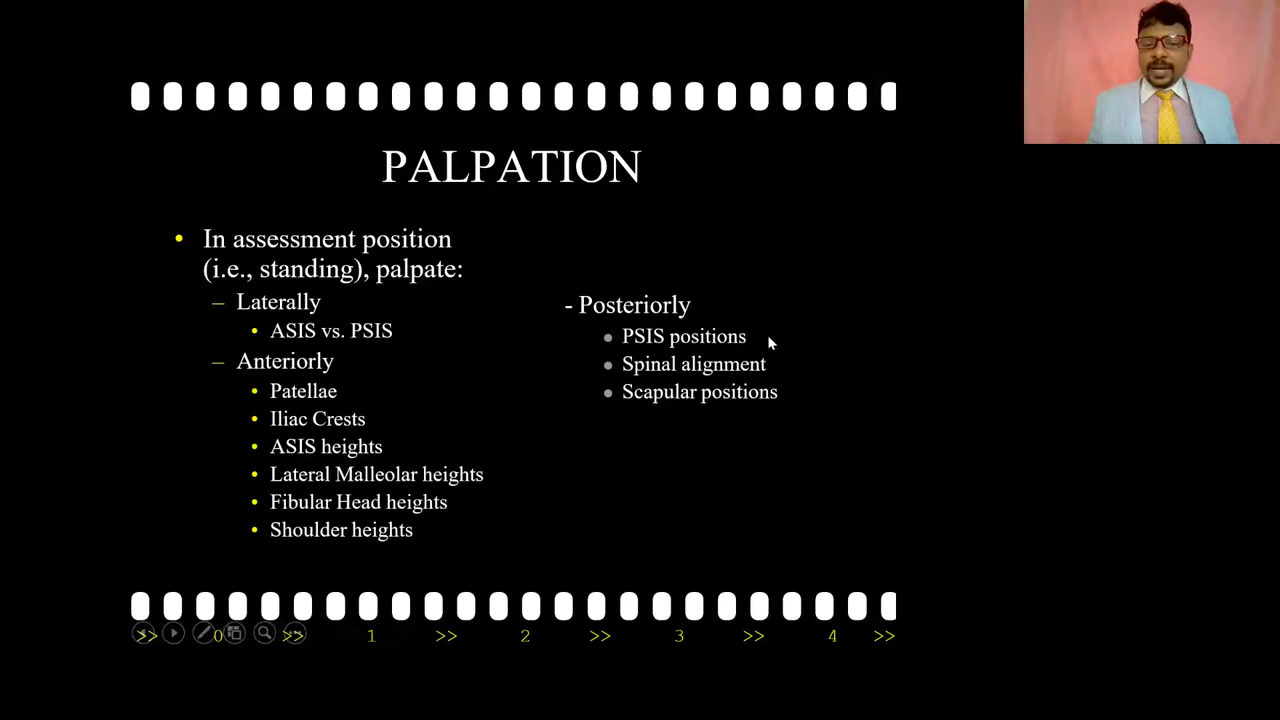 PALPATION
• In assessment position
(i.e., standing), palpate:
– Laterally
• ASIS vs. PSIS
– Anteriorly
• Patellae
• Iliac Crests
• ASIS heights
• Lateral Malleolar heights
• Fibular Head heights
• Shoulder heights
- Posteriorly
• PSIS positions
• Spinal alignment
• Scapular positions
>> 0 >> 1 >> 2 >> 3 >> 4 >>